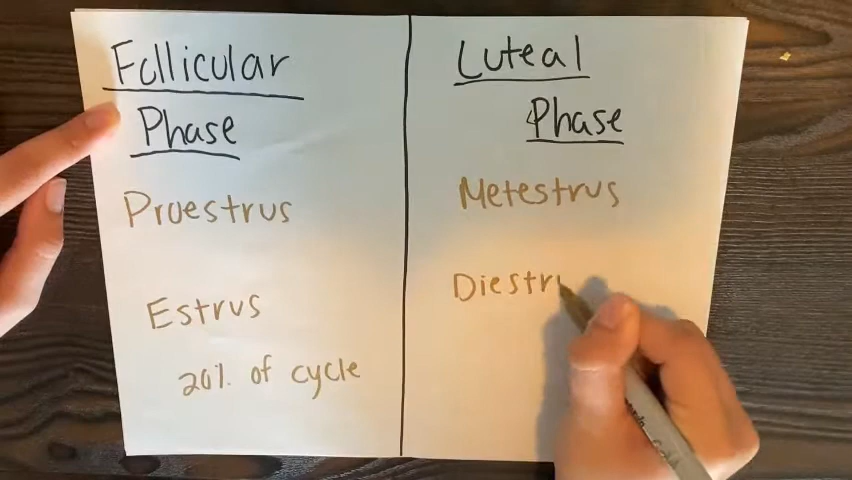 Follicular
Phase
Proestrus
Estrus
20% of cycle
Luteal
Phase
Metestrus
Diestr